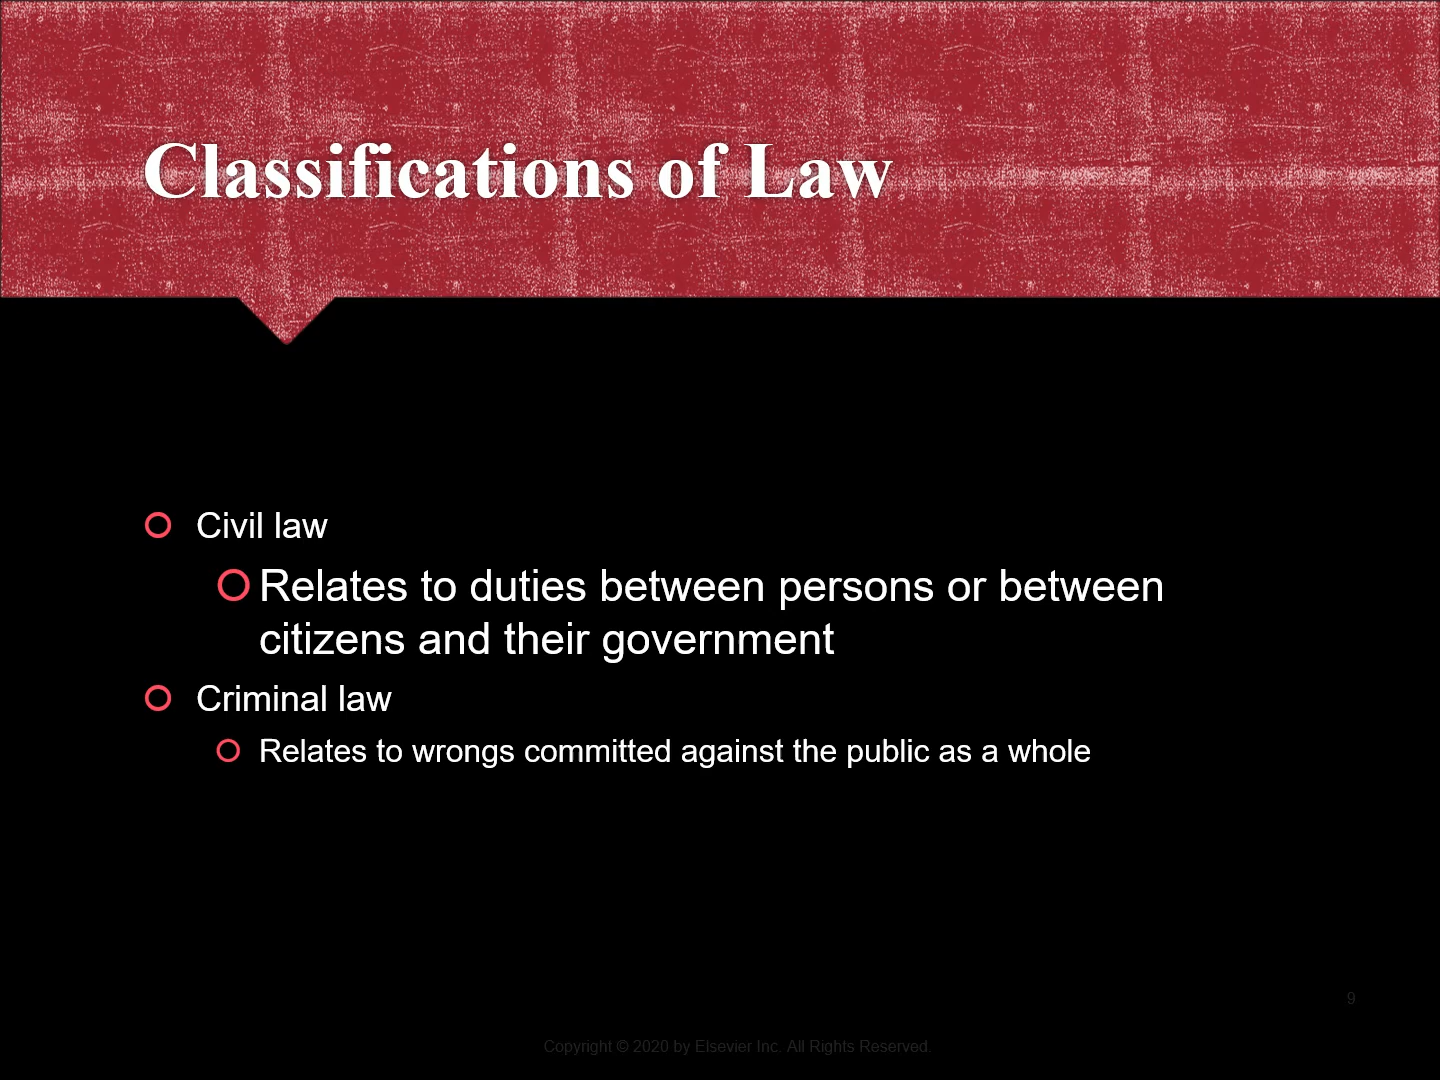 Classifications of Law
Civil law
Relates to duties between persons or between
citizens and their government
Criminal law
Relates to wrongs committed against the public as a whole
9
Copyright © 2020 by Elsevier Inc. All Rights Reserved.